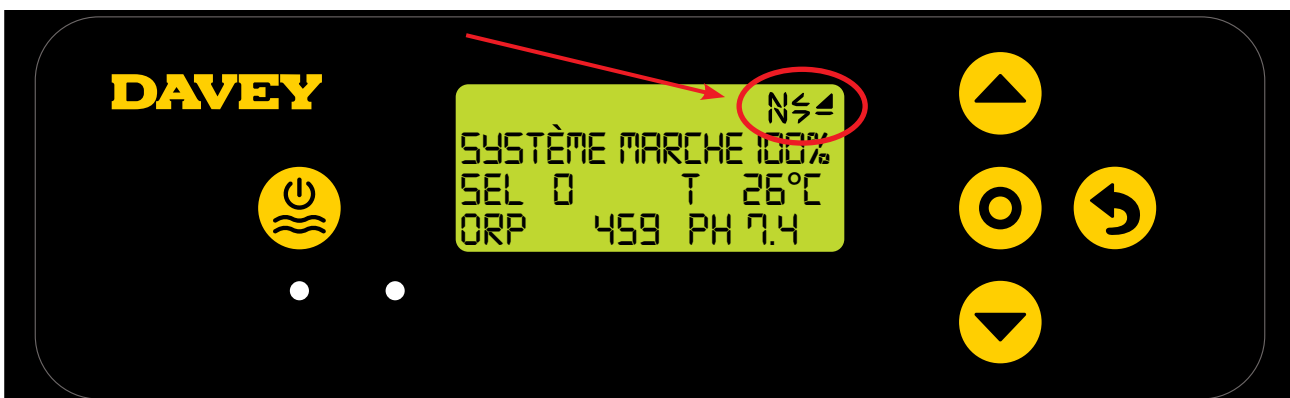 DAVEY
N
SYSTÈME MARCHE 100%
SEL 0 T 26°C
ORP 459 PH 7.4